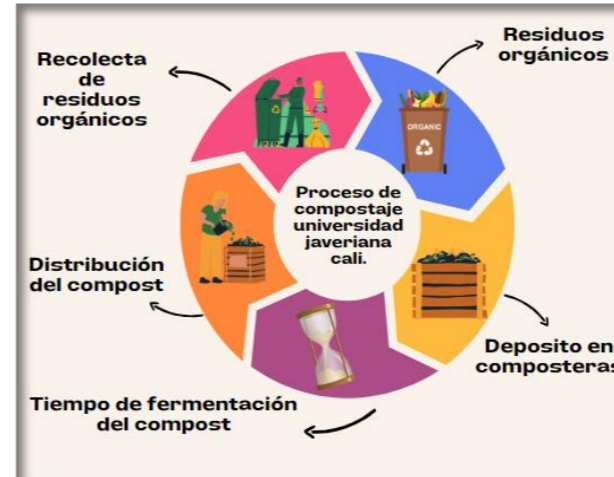 Residuos
orgánicos
Recolecta
de
residuos
orgánicos
ORGANIC
Proceso de
compostaje
universidad
javeriana
cali.
Distribución
del compost
Deposito en
composteras
Tiempo de fermentación
del compost